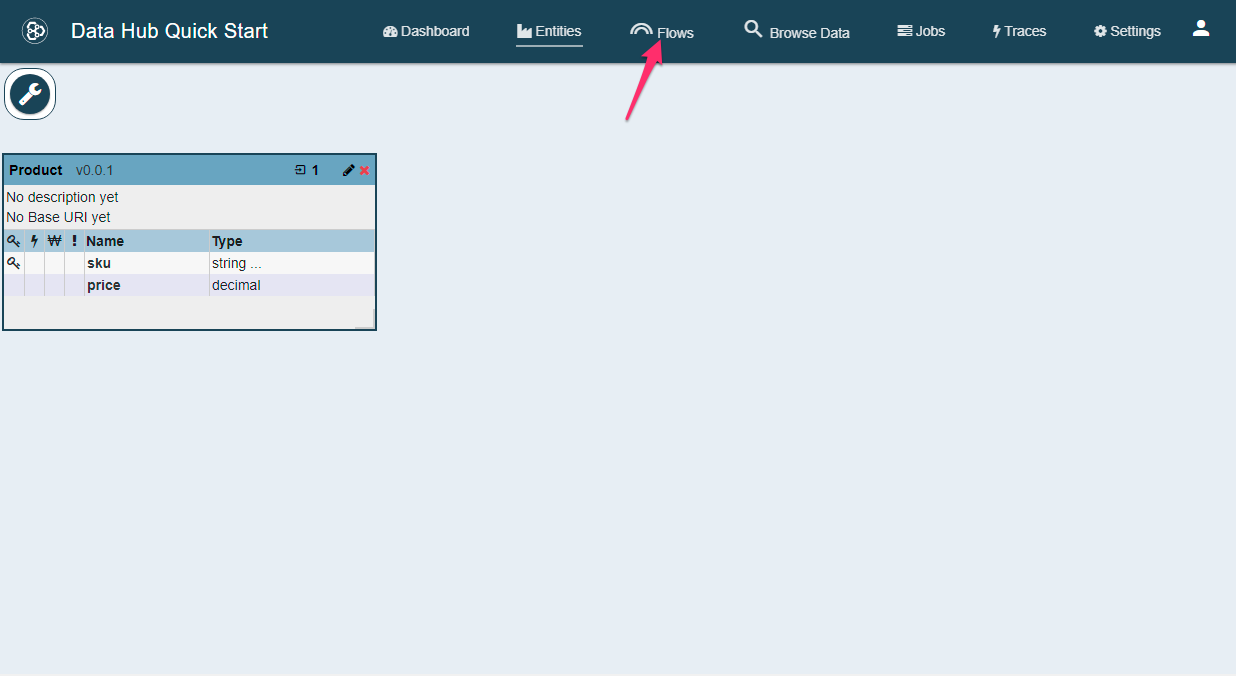 Data Hub Quick Start Dashboard Entities Flows Browse Data Jobs Traces Settings
Product v0.0.1 1
No description yet
No Base URI yet
! Name Type
sku string ...
price decimal